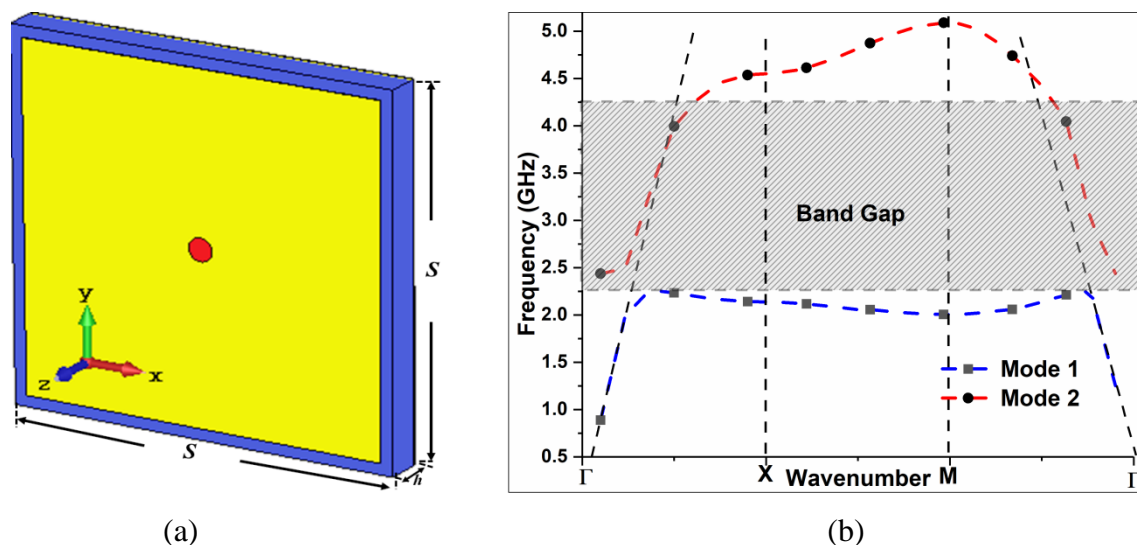 y
x
z
S
S
h
(a)
Frequency (GHz)
5.0
4.5
4.0
3.5
3.0
2.5
2.0
1.5
1.0
0.5
Band Gap
Mode 1
Mode 2
Γ
X
Wavenumber
M
Γ
(b)